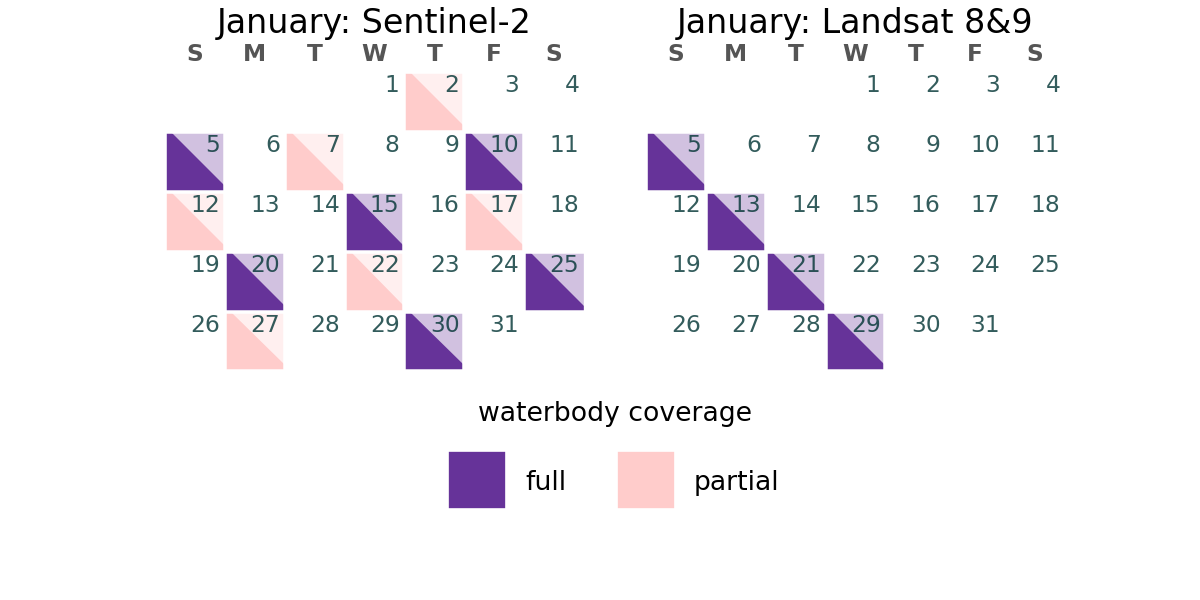 January: Sentinel-2
S M T W T F S
1 2 3 4
5 6 7 8 9 10 11
12 13 14 15 16 17 18
19 20 21 22 23 24 25
26 27 28 29 30 31
January: Landsat 8&9
S M T W T F S
1 2 3 4
5 6 7 8 9 10 11
12 13 14 15 16 17 18
19 20 21 22 23 24 25
26 27 28 29 30 31
waterbody coverage
full partial